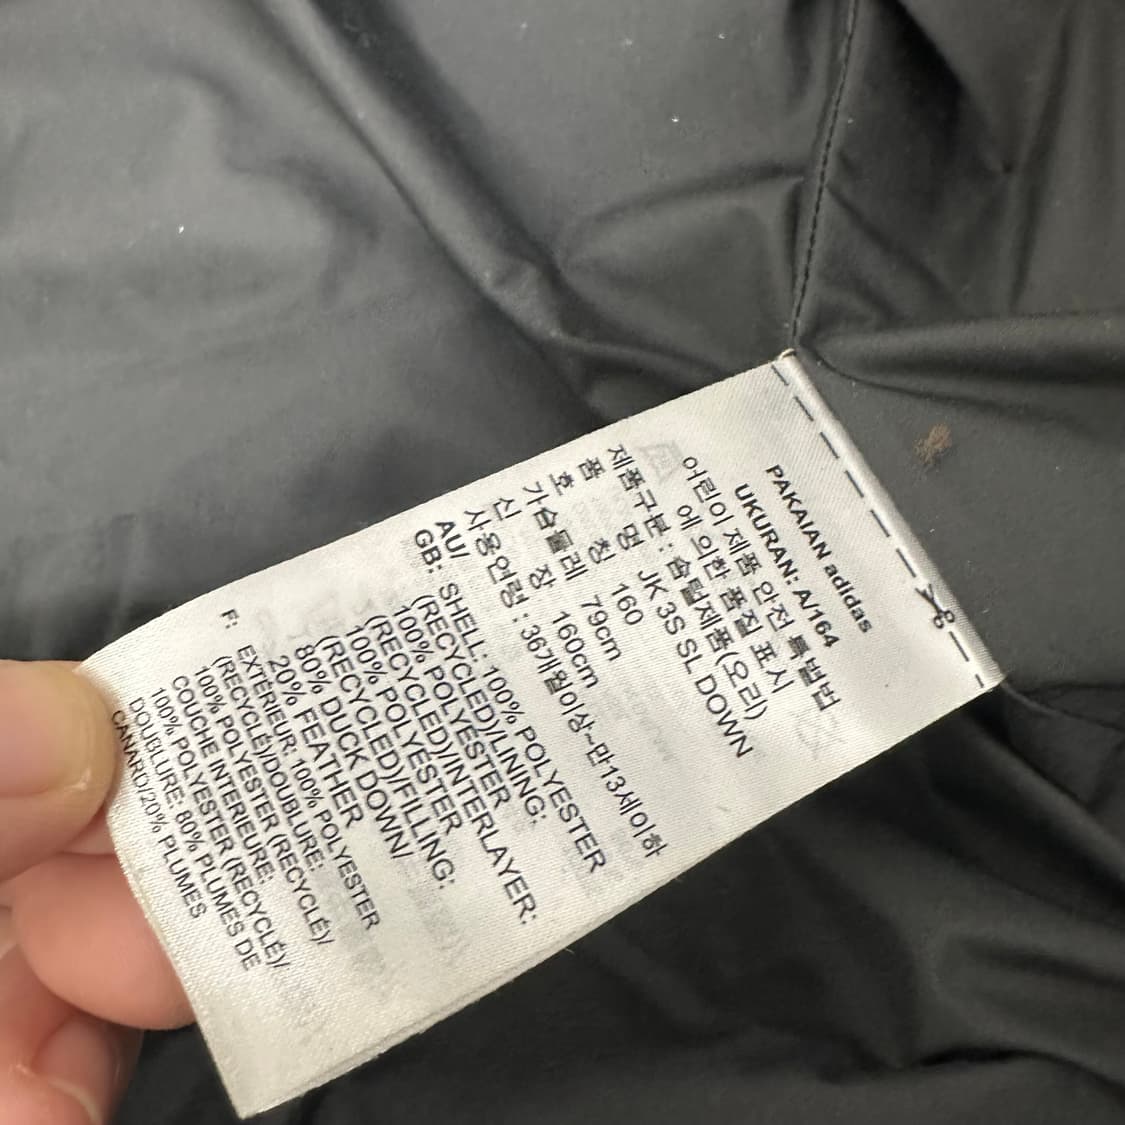 PAKAIAN adidas
UKURAN: A/164
어린이 제품 안전 특별법
에 의한 품질 표시
제품구분: 습털제품(오리)
품 명 JK 3S SL DOWN
호 칭 160
가슴둘레 79cm
신 장 160cm
사용연령: 36개월이상~만13세이하
AU/
GB: SHELL: 100% POLYESTER
(RECYCLED)/LINING:
100% POLYESTER
(RECYCLED)/INTERLAYER:
100% POLYESTER
(RECYCLED)/FILLING:
80% DUCK DOWN/
20% FEATHER
F: EXTÉRIEUR: 100% POLYESTER
(RECYCLÉ)/DOUBLURE:
100% POLYESTER (RECYCLÉ)/
COUCHE INTERIEURE:
100% POLYESTER (RECYCLÉ)/
DOUBLURE: 80% PLUMES DE
CANARD/20% PLUMES